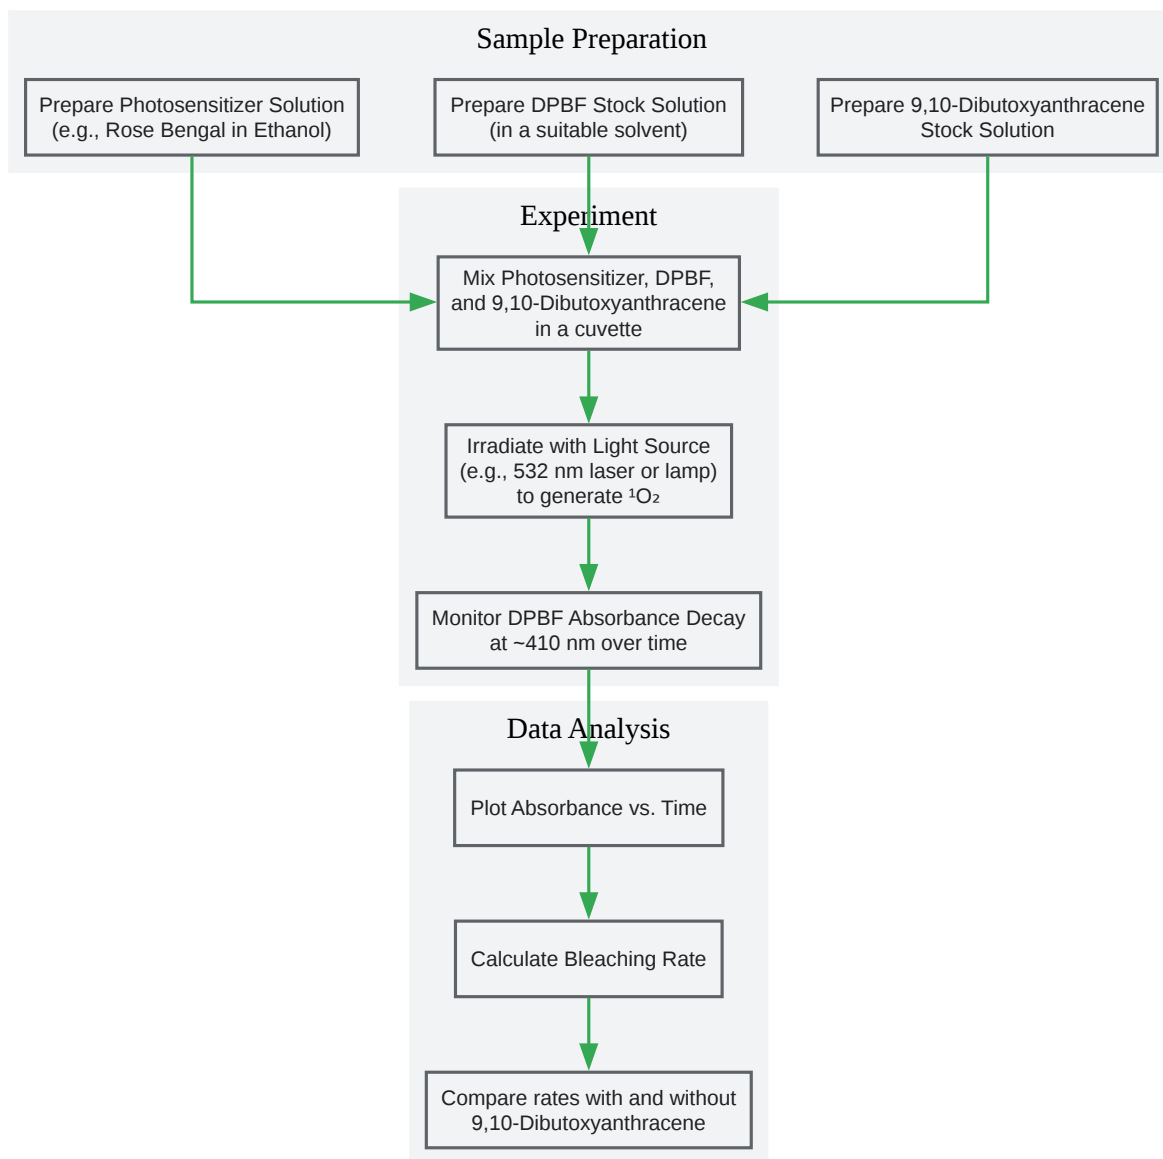 Sample Preparation
Prepare Photosensitizer Solution
(e.g., Rose Bengal in Ethanol)
Prepare DPBF Stock Solution
(in a suitable solvent)
Prepare 9,10-Dibutoxyanthracene
Stock Solution
Experiment
Mix Photosensitizer, DPBF,
and 9,10-Dibutoxyanthracene
in a cuvette
Irradiate with Light Source
(e.g., 532 nm laser or lamp)
to generate ¹O₂
Monitor DPBF Absorbance Decay
at ~410 nm over time
Data Analysis
Plot Absorbance vs. Time
Calculate Bleaching Rate
Compare rates with and without
9,10-Dibutoxyanthracene